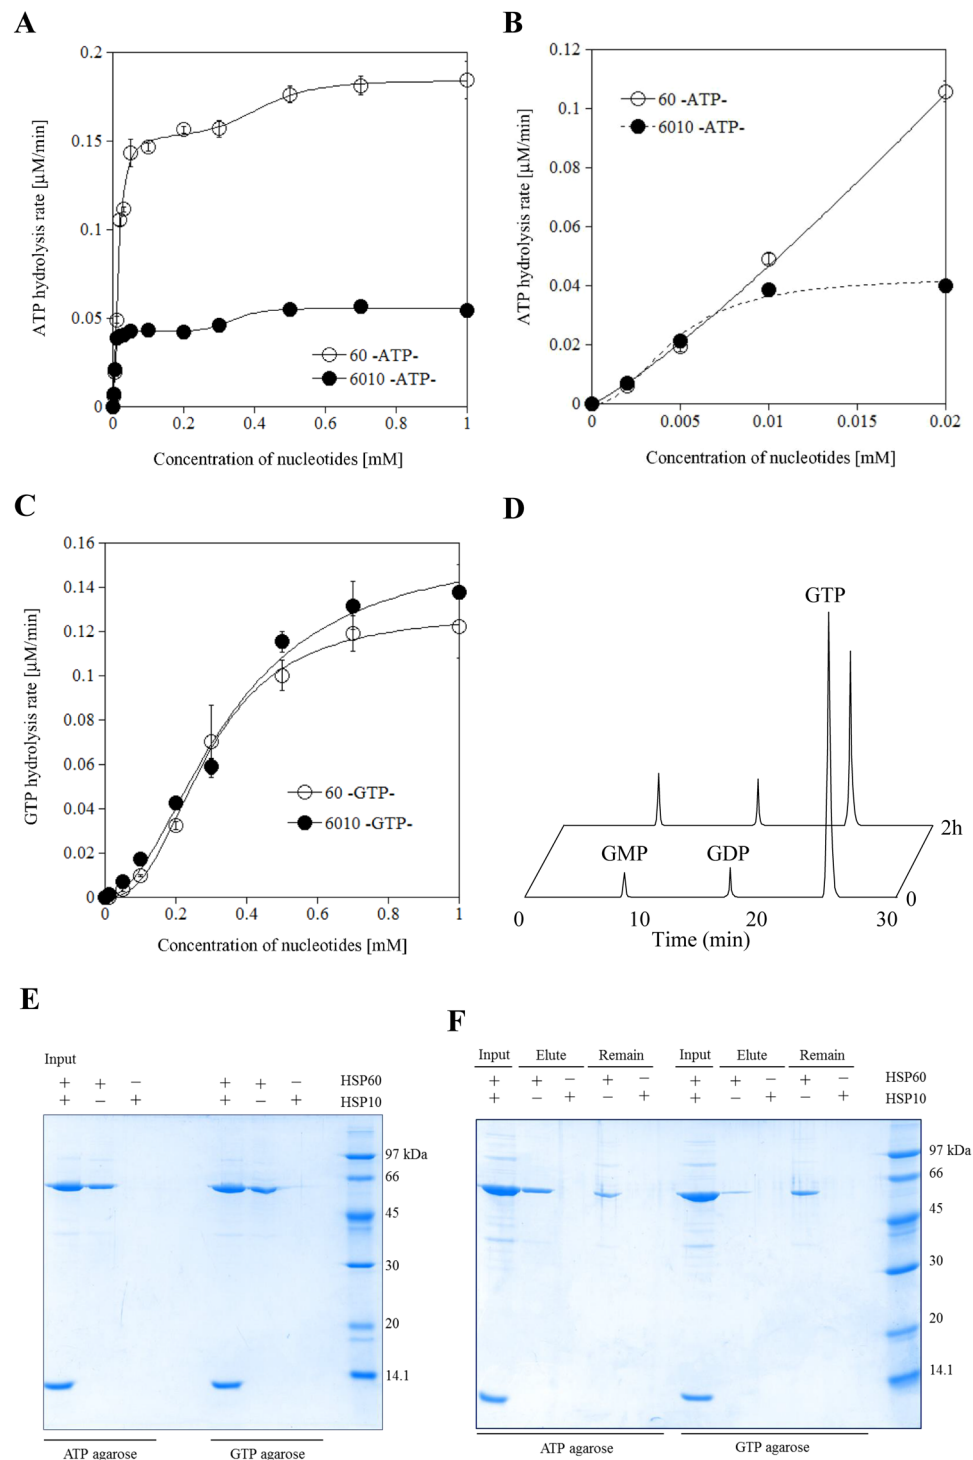 A
ATP hydrolysis rate [μM/min]
0.2
0.15
0.1
0.05
0
60 -ATP-
6010 -ATP-
0 0.2 0.4 0.6 0.8 1
Concentration of nucleotides [mM]
B
ATP hydrolysis rate [μM/min]
0.12
0.1
0.08
0.06
0.04
0.02
0
60 -ATP-
6010 -ATP-
0 0.005 0.01 0.015 0.02
Concentration of nucleotides [mM]
C
GTP hydrolysis rate [μM/min]
0.16
0.14
0.12
0.1
0.08
0.06
0.04
0.02
0
60 -GTP-
6010 -GTP-
0 0.2 0.4 0.6 0.8 1
Concentration of nucleotides [mM]
D
GTP
2h
GMP GDP
0
0 10 20 30
Time (min)
E
Input
+ + − + + − HSP60
+ − + + − + HSP10
97 kDa
66
45
30
20
14.1
ATP agarose GTP agarose
F
Input Elute Remain Input Elute Remain
+ + − + − + + − + − HSP60
+ − + − + + − + − + HSP10
97 kDa
66
45
30
20
14.1
ATP agarose GTP agarose